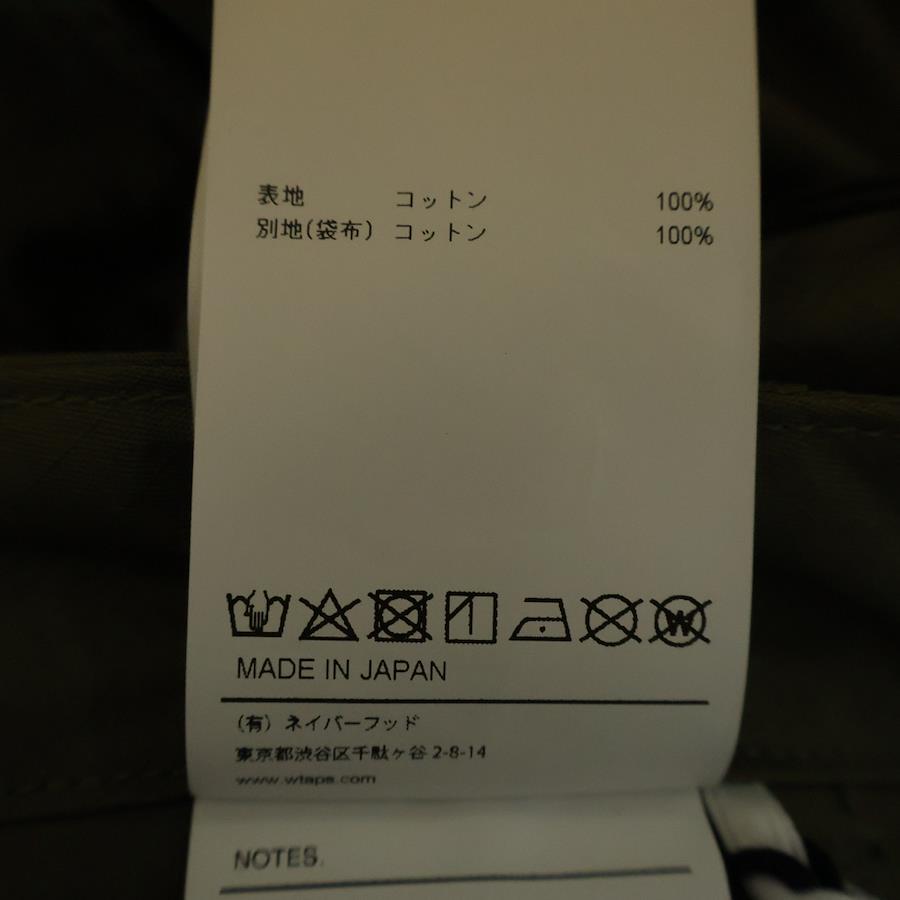 表地 コットン 100%
別地(袋布) コットン 100%
MADE IN JAPAN
(有) ネイバーフッド
東京都渋谷区千駄ヶ谷 2-8-14
www.wtaps.com
NOTES.